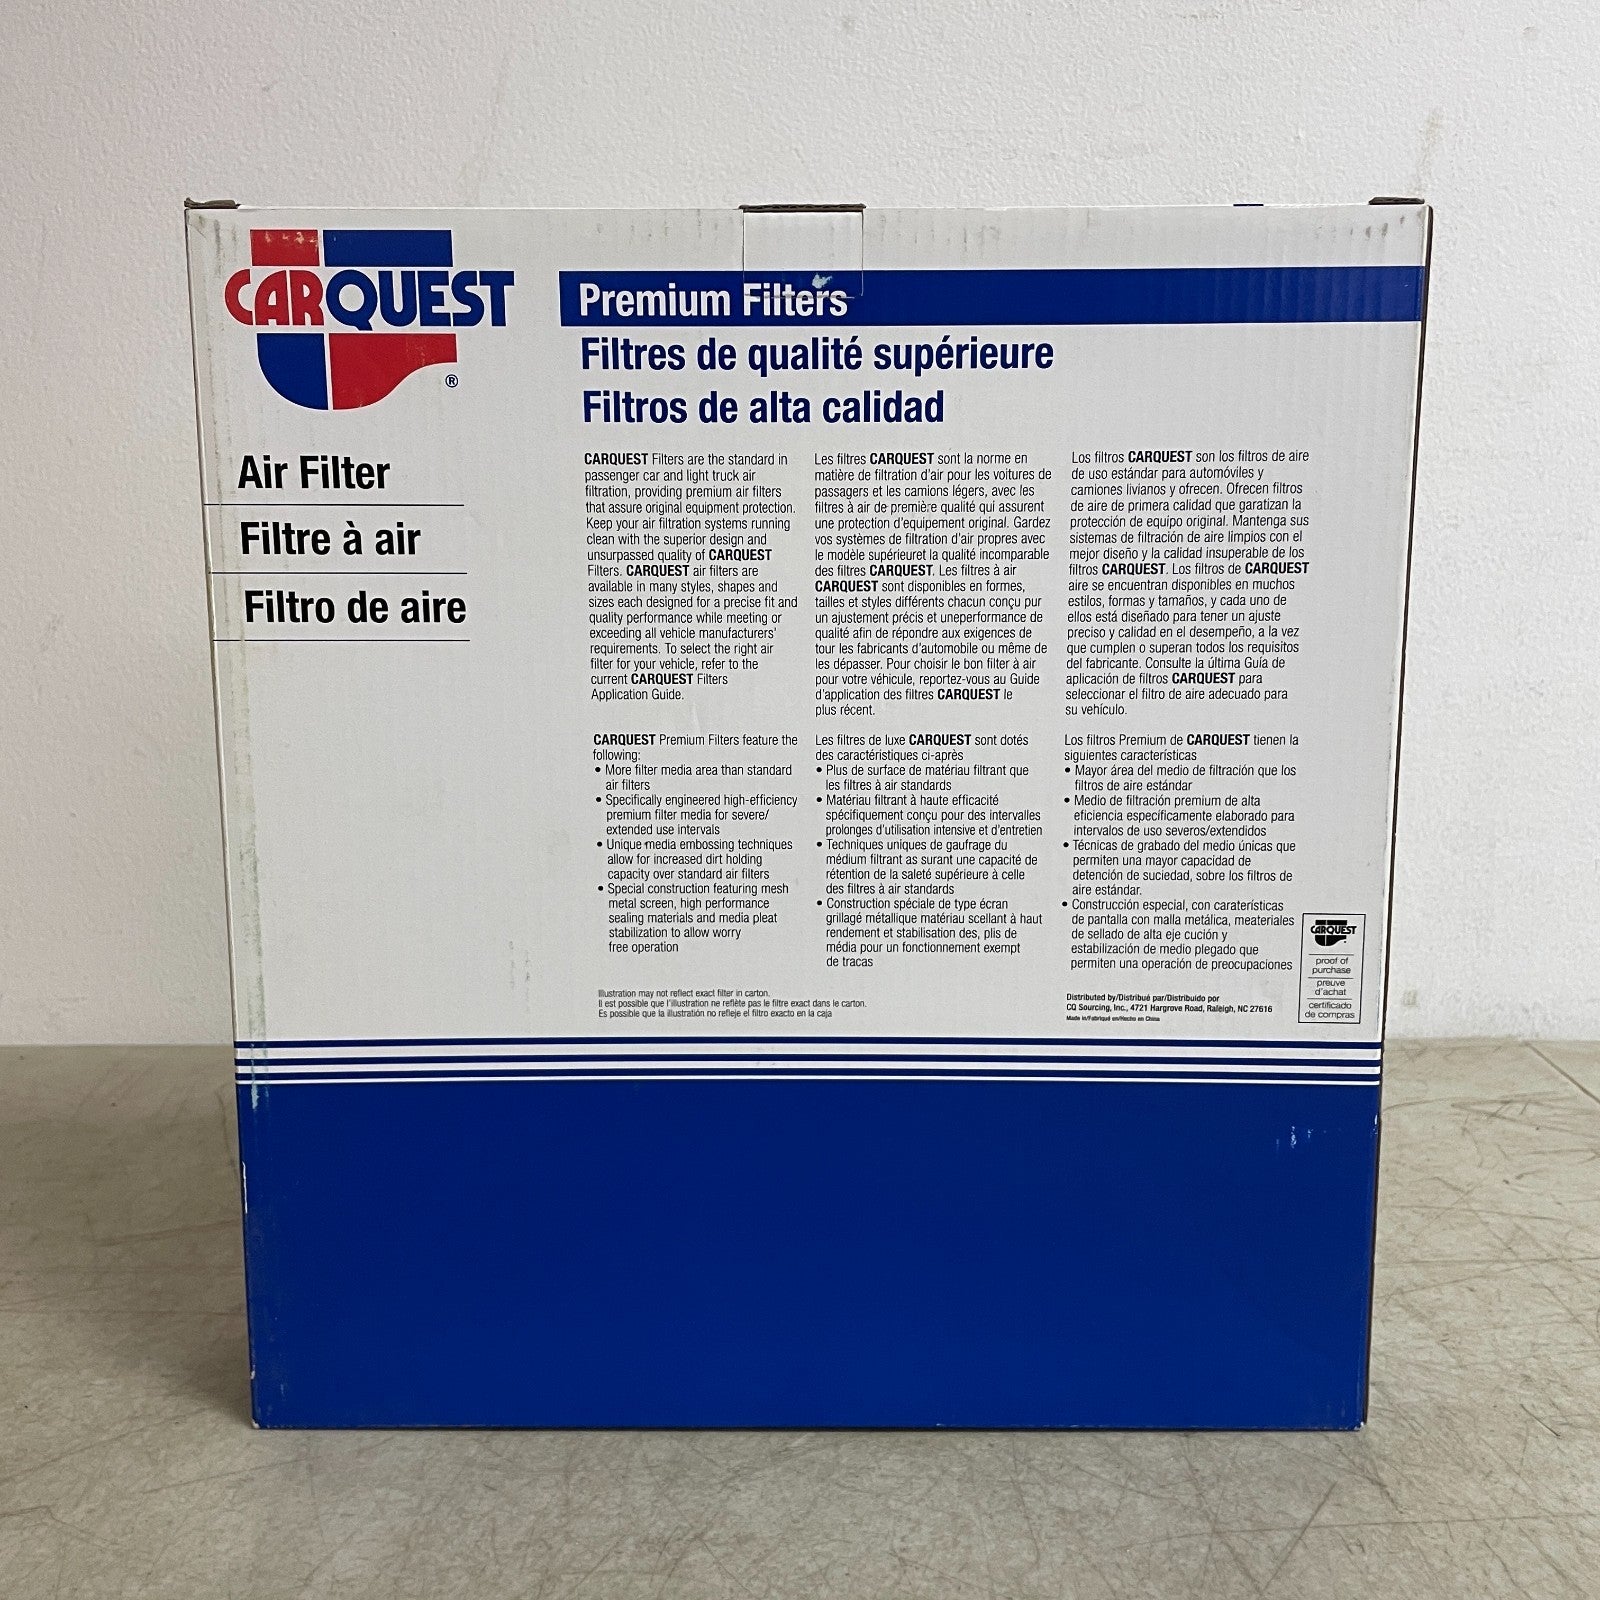 CARQUEST
®
Air Filter
Filtre à air
Filtro de aire
Premium Filters
Filtres de qualité supérieure
Filtros de alta calidad
CARQUEST Filters are the standard in
passenger car and light truck air
filtration, providing premium air filters
that assure original equipment protection.
Keep your air filtration systems running
clean with the superior design and
unsurpassed quality of CARQUEST
Filters. CARQUEST air filters are
available in many styles, shapes and
sizes each designed for a precise fit and
quality performance while meeting or
exceeding all vehicle manufacturers'
requirements. To select the right air
filter for your vehicle, refer to the
current CARQUEST Filters
Application Guide.
CARQUEST Premium Filters feature the
following:
• More filter media area than standard
air filters
• Specifically engineered high-efficiency
premium filter media for severe/
extended use intervals
• Unique media embossing techniques
allow for increased dirt holding
capacity over standard air filters
• Special construction featuring mesh
metal screen, high performance
sealing materials and media pleat
stabilization to allow worry
free operation
Les filtres CARQUEST sont la norme en
matière de filtration d'air pour les voitures de
passagers et les camions légers, avec les
filtres à air de première qualité qui assurent
une protection d'equipement original. Gardez
vos systèmes de filtration d'air propres avec
le modèle supérieuret la qualité incomparable
des filtres CARQUEST. Les filtres à air
CARQUEST sont disponibles en formes,
tailles et styles différents chacun conçu pur
un ajustement précis et uneperformance de
qualité afin de répondre aux exigences de
tour les fabricants d'automobile ou même de
les dépasser. Pour choisir le bon filter à air
pour votre véhicule, reportez-vous au Guide
d'application des filtres CARQUEST le
plus récent.
Les filtres de luxe CARQUEST sont dotés
des caractéristiques ci-après
• Plus de surface de matériau filtrant que
les filtres à air standards
• Matériau filtrant à haute efficacité
spécifiquement conçu pour des intervalles
prolonges d'utilisation intensive et d'entretien
• Techniques uniques de gaufrage du
médium filtrant as surant une capacité de
rétention de la saleté supérieure à celle
des filtres à air standards
• Construction spéciale de type écran
grillagé métallique matériau scellant à haut
rendement et stabilisation des, plis de
média pour un fonctionnement exempt
de tracas
Los filtros CARQUEST son los filtros de aire
de uso estándar para automóviles y
camiones livianos y ofrecen. Ofrecen filtros
de aire de primera calidad que garatizan la
protección de equipo original. Mantenga sus
sistemas de filtración de aire limpios con el
mejor diseño y la calidad insuperable de los
filtros CARQUEST. Los filtros de CARQUEST
aire se encuentran disponibles en muchos
estilos, formas y tamaños, y cada uno de
ellos está diseñado para tener un ajuste
preciso y calidad en el desempeño, a la vez
que cumplen o superan todos los requisitos
del fabricante. Consulte la última Guía de
aplicación de filtros CARQUEST para
seleccionar el filtro de aire adecuado para
su vehículo.
Los filtros Premium de CARQUEST tienen la
siguientes características
• Mayor área del medio de filtración que los
filtros de aire estándar
• Medio de filtración premium de alta
eficiencia específicamente elaborado para
intervalos de uso severos/extendidos
• Técnicas de grabado del medio únicas que
permiten una mayor capacidad de
detención de suciedad, sobre los filtros de
aire estándar.
• Construcción especial, con caraterísticas
de pantalla con malla metálica, meateriales
de sellado de alta eje cución y
estabilización de medio plegado que
permiten una operación de preocupaciones
Illustration may not reflect exact filter in carton.
Il est possible que l'illustration ne reflète pas le filtre exact dans le carton.
Es possible que la illustratión no refleje el filtro exacto en la caja
Distributed by/Distribué par/Distribuido por
CQ Sourcing, Inc., 4721 Hargrove Road, Raleigh, NC 27616
Made in/Fabriqué en/Hecho en China
CARQUEST
proof of
purchase
preuve
d'achat
certificado
de compras